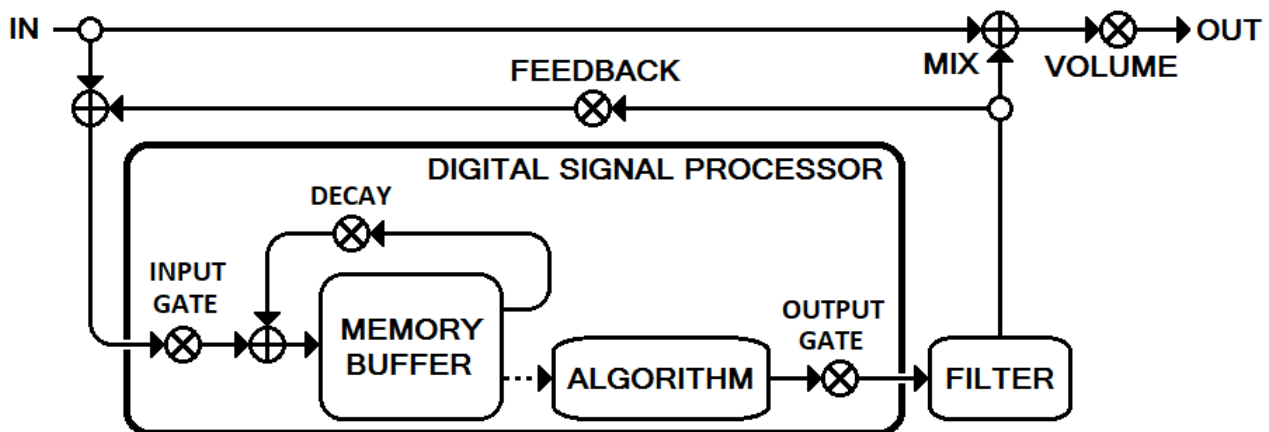 IN
OUT
MIX
VOLUME
FEEDBACK
DIGITAL SIGNAL PROCESSOR
DECAY
INPUT
GATE
MEMORY
BUFFER
ALGORITHM
OUTPUT
GATE
FILTER